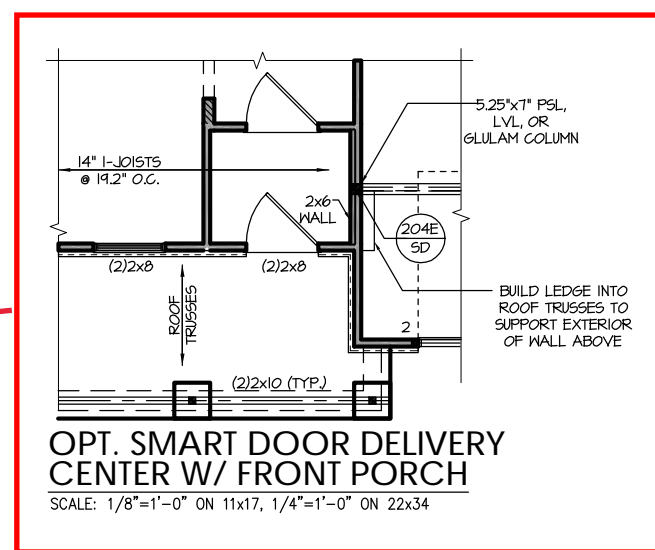 5.25"x7" PSL,
LVL, OR
GLULAM COLUMN
14" I-JOISTS
@ 19.2" O.C.
2x6
WALL
204E
SD
(2)2x8
(2)2x8
ROOF
TRUSSES
BUILD LEDGE INTO
ROOF TRUSSES TO
SUPPORT EXTERIOR
OF WALL ABOVE
2
(2)2x10 (TYP.)
OPT. SMART DOOR DELIVERY
CENTER W/ FRONT PORCH
SCALE: 1/8"=1'-0" ON 11x17, 1/4"=1'-0" ON 22x34